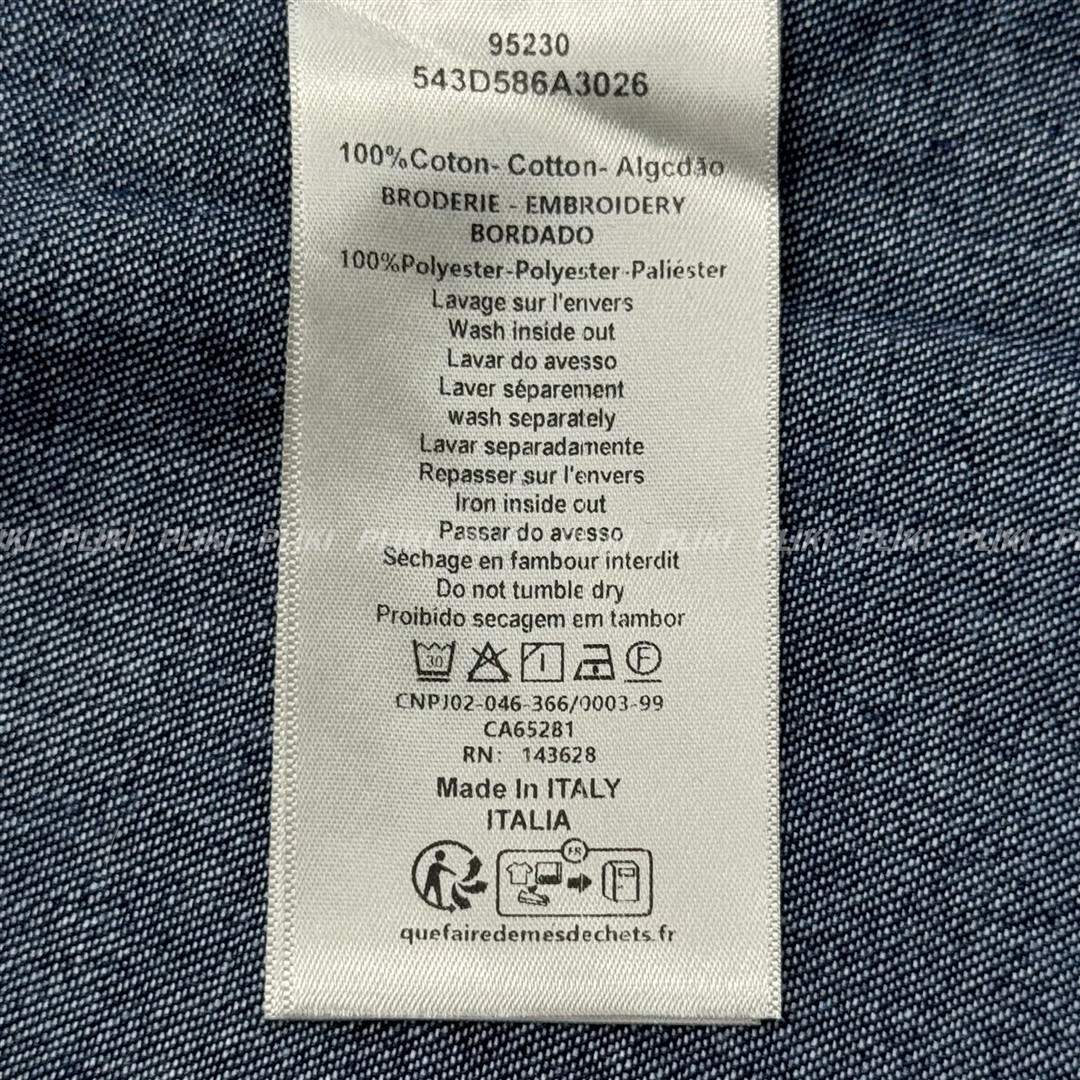 95230
543D586A3026
100%Coton- Cotton- Algcdão
BRODERIE - EMBROIDERY
BORDADO
100%Polyester-Polyester-Paliéster
Lavage sur l'envers
Wash inside out
Lavar do avesso
Laver séparement
wash separately
Lavar separadamente
Repasser sur l'envers
Iron inside out
Passar do avesso
Séchage en fambour interdit
Do not tumble dry
Proibido secagem em tambor
30 F
CNPJ02-046-366/0003-99
CA65281
RN: 143628
Made In ITALY
ITALIA
FR
quefairedemesdechets.fr